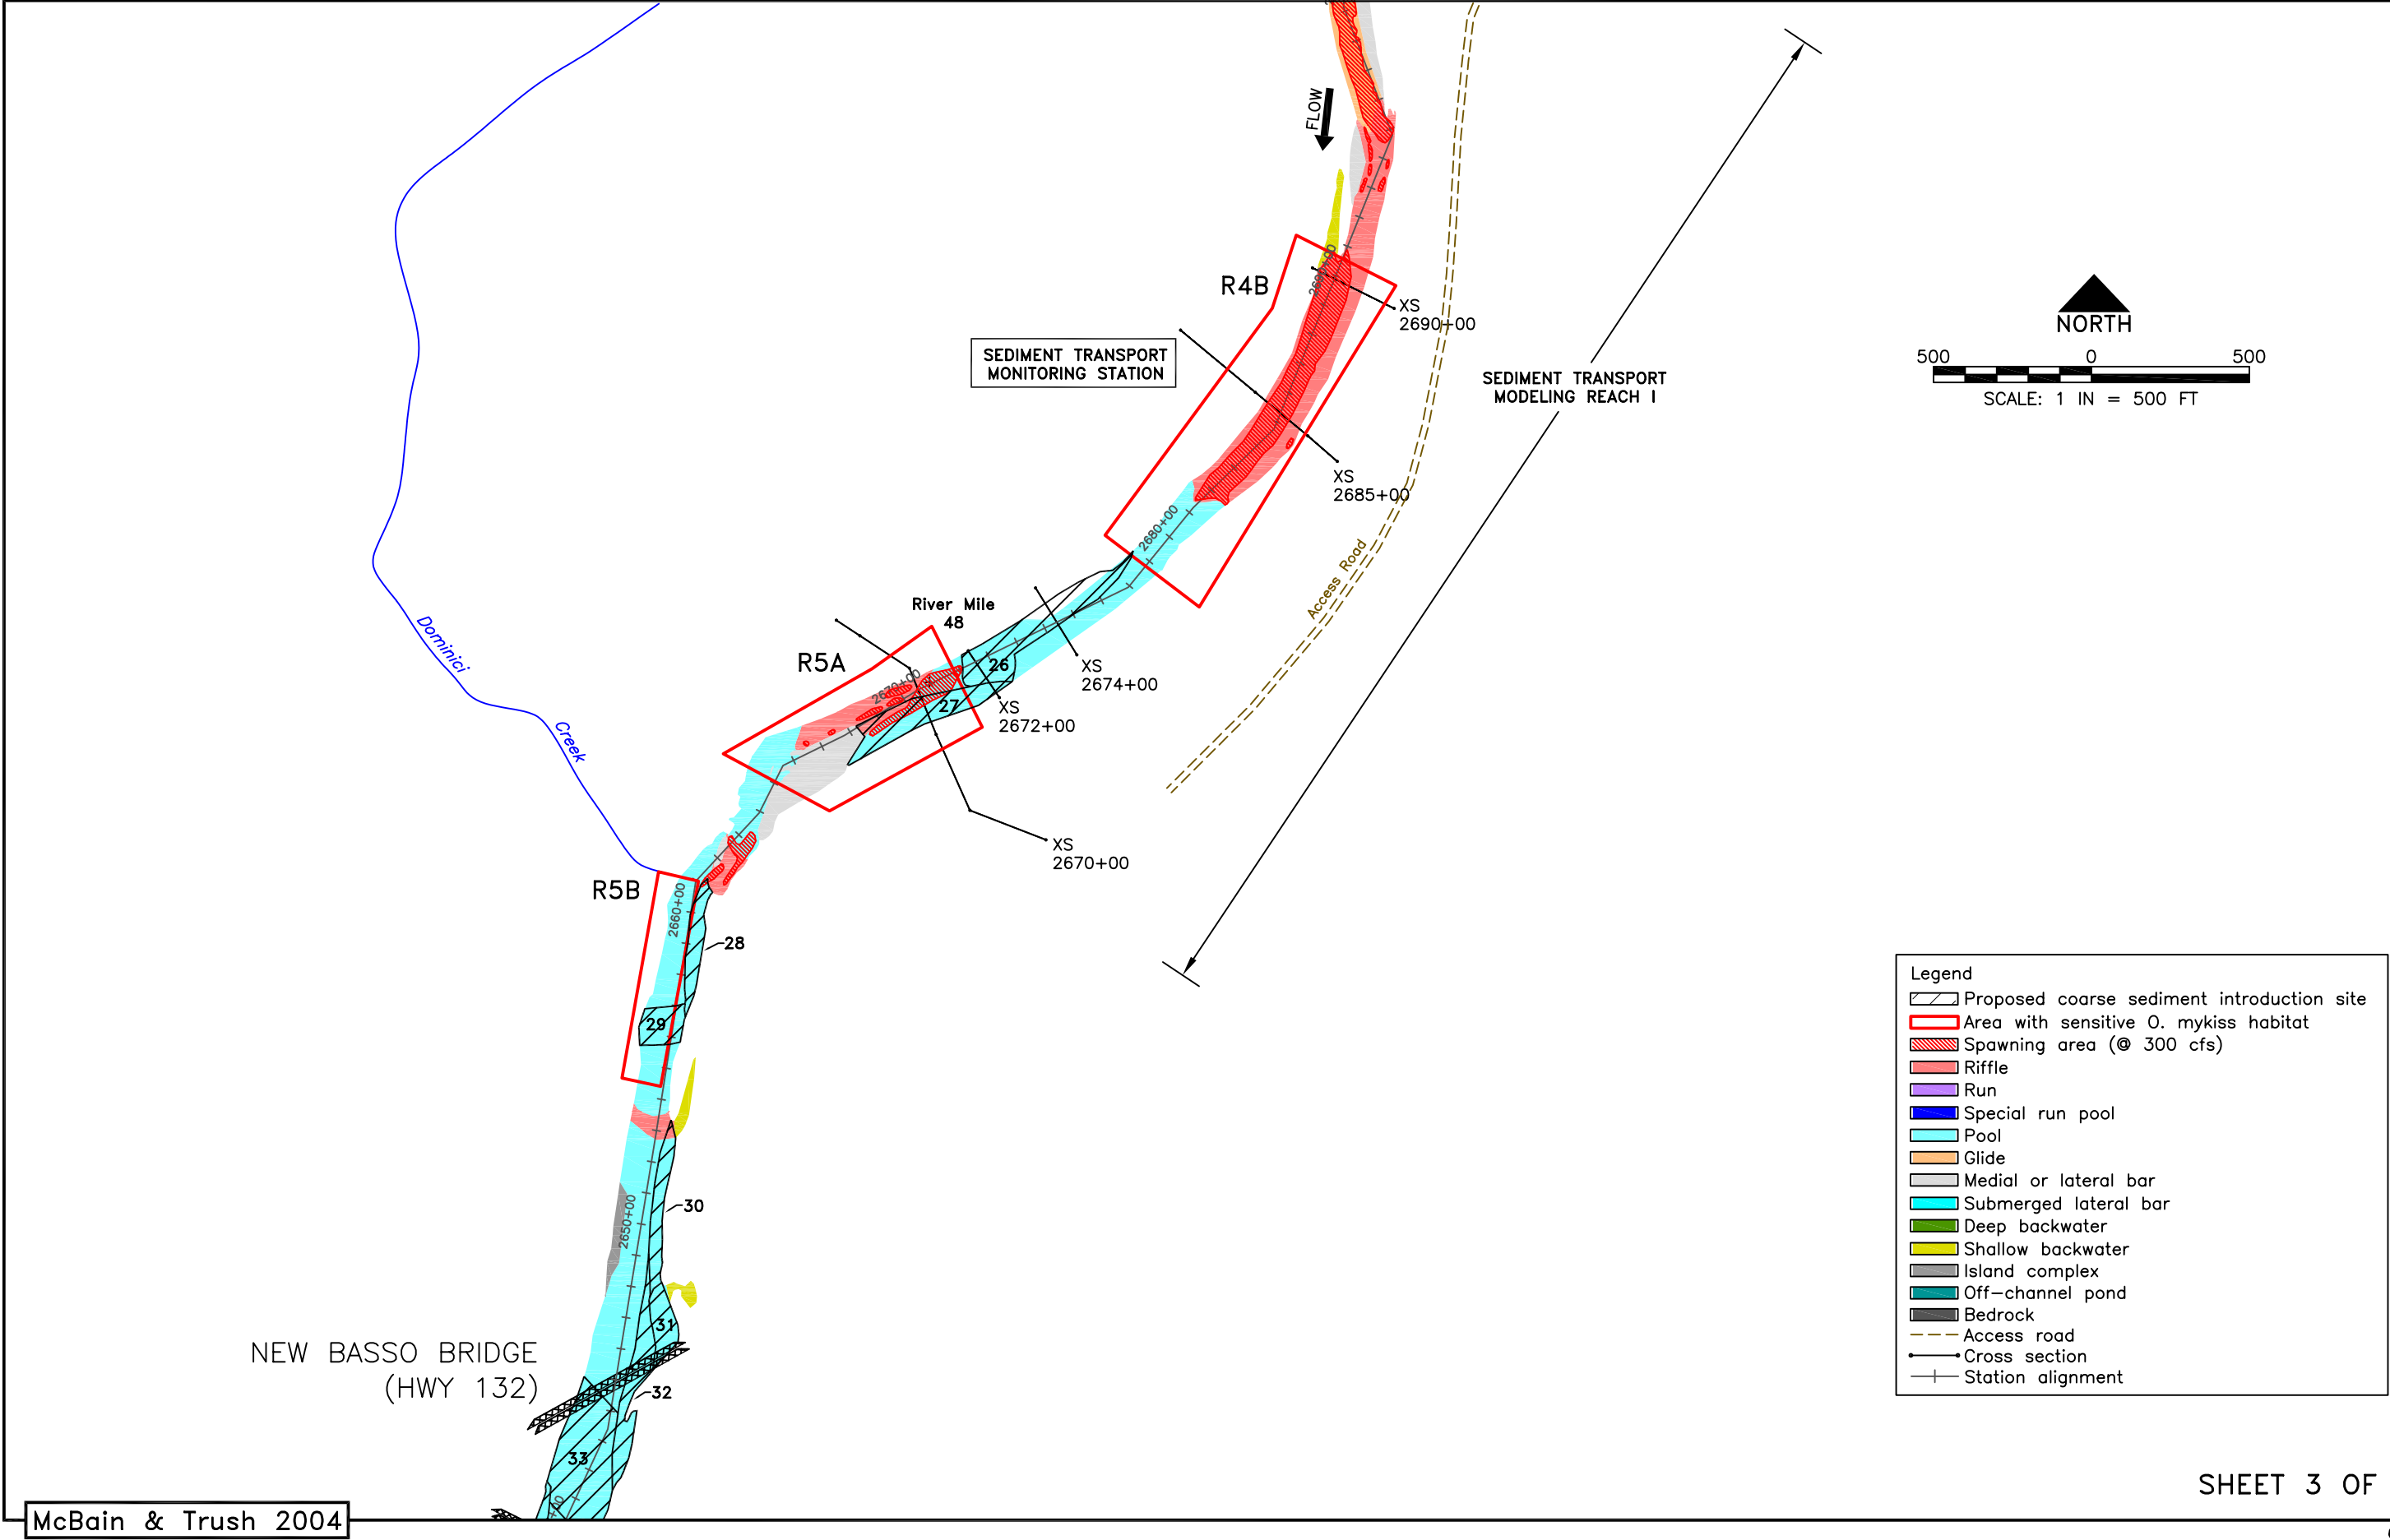 FLOW
R4B
2690+00
XS
2690+00
SEDIMENT TRANSPORT
MONITORING STATION
SEDIMENT TRANSPORT
MODELING REACH I
NORTH
500 0 500
SCALE: 1 IN = 500 FT
XS
2685+00
2680+00
Access Road
River Mile
48
R5A
2670+00
26
27
XS
2674+00
XS
2672+00
XS
2670+00
Dominici
Creek
R5B
2660+00
28
29
30
2650+00
31
NEW BASSO BRIDGE
(HWY 132)
32
33
Legend
Proposed coarse sediment introduction site
Area with sensitive O. mykiss habitat
Spawning area (@ 300 cfs)
Riffle
Run
Special run pool
Pool
Glide
Medial or lateral bar
Submerged lateral bar
Deep backwater
Shallow backwater
Island complex
Off-channel pond
Bedrock
Access road
Cross section
Station alignment
SHEET 3 OF
McBain & Trush 2004